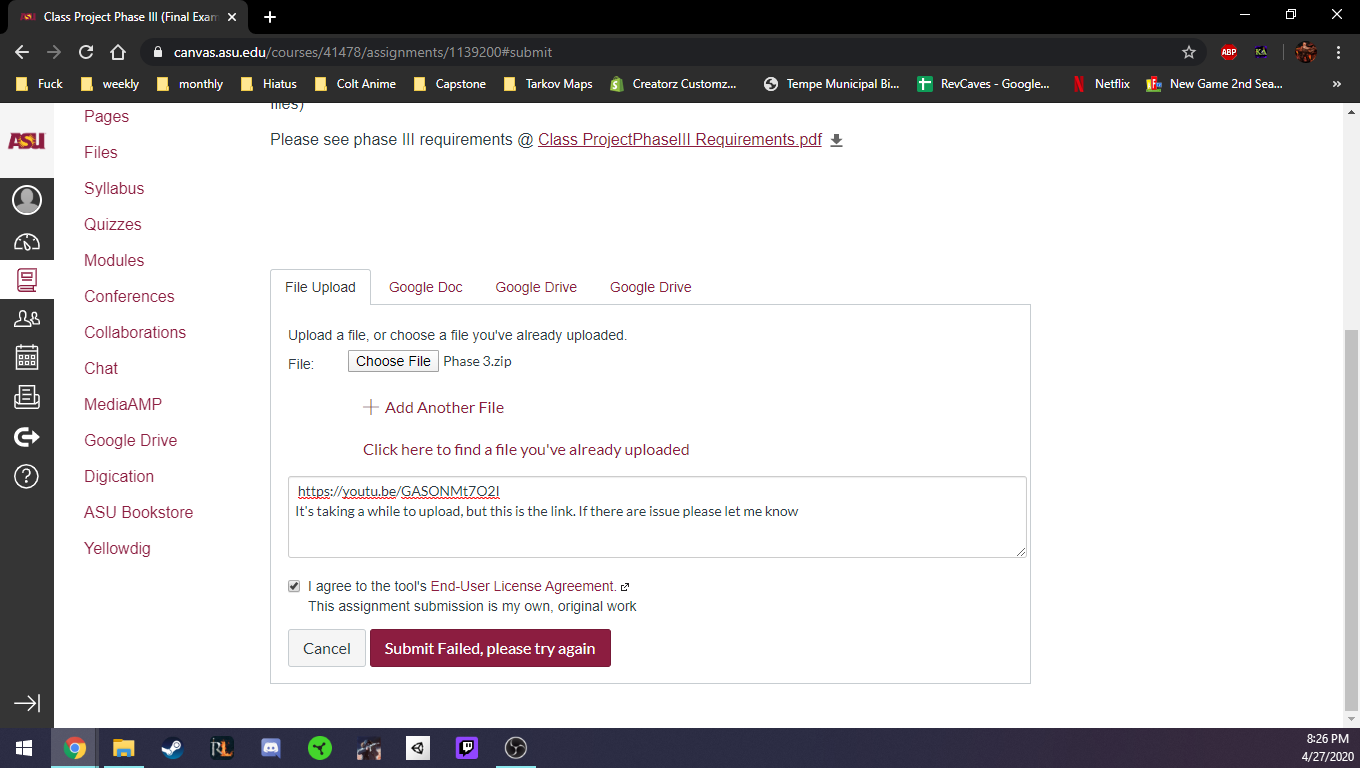 Class Project Phase III (Final Exam
canvas.asu.edu/courses/41478/assignments/1139200#submit
ABP KA
Fuck weekly monthly Hiatus Colt Anime Capstone Tarkov Maps Creatorz Customz... Tempe Municipal Bi... RevCaves - Google... Netflix New Game 2nd Sea... »
files)
ASU
Pages
Files
Syllabus
Quizzes
Modules
Conferences
Collaborations
Chat
MediaAMP
Google Drive
Digication
ASU Bookstore
Yellowdig
Please see phase III requirements @ Class ProjectPhaseIII Requirements.pdf
File Upload Google Doc Google Drive Google Drive
Upload a file, or choose a file you've already uploaded.
File: Choose File Phase 3.zip
Add Another File
Click here to find a file you've already uploaded
https://youtu.be/GASONMt7O2I
It's taking a while to upload, but this is the link. If there are issue please let me know
I agree to the tool's End-User License Agreement.
This assignment submission is my own, original work
Cancel Submit Failed, please try again
RL
8:26 PM
4/27/2020